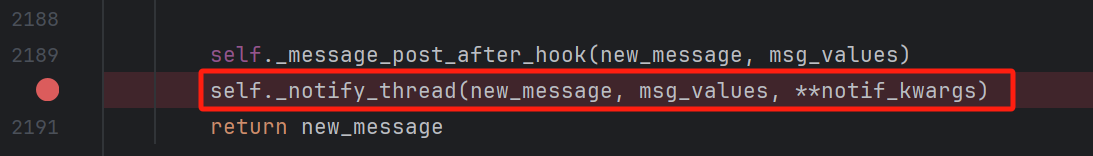 2188
2189 self._message_post_after_hook(new_message, msg_values)
self._notify_thread(new_message, msg_values, **notif_kwargs)
2191 return new_message